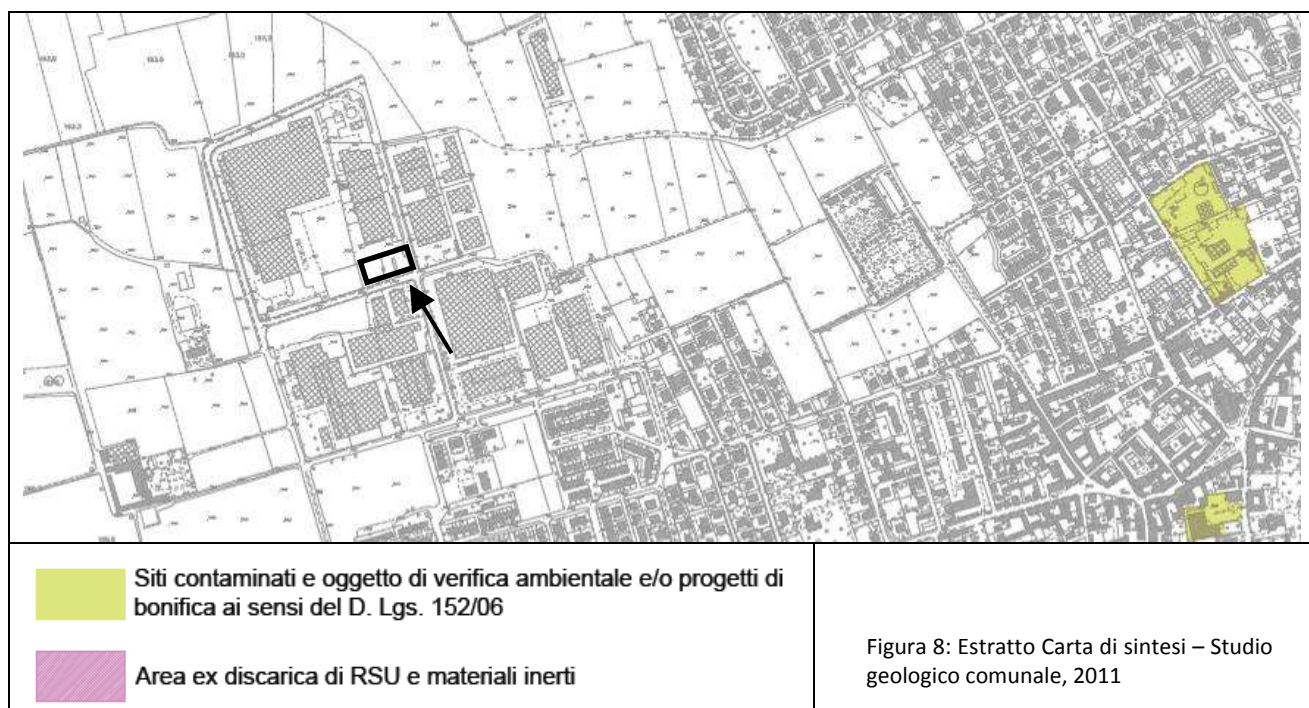 Siti contaminati e oggetto di verifica ambientale e/o progetti di
bonifica ai sensi del D. Lgs. 152/06
Area ex discarica di RSU e materiali inerti
Figura 8: Estratto Carta di sintesi – Studio
geologico comunale, 2011